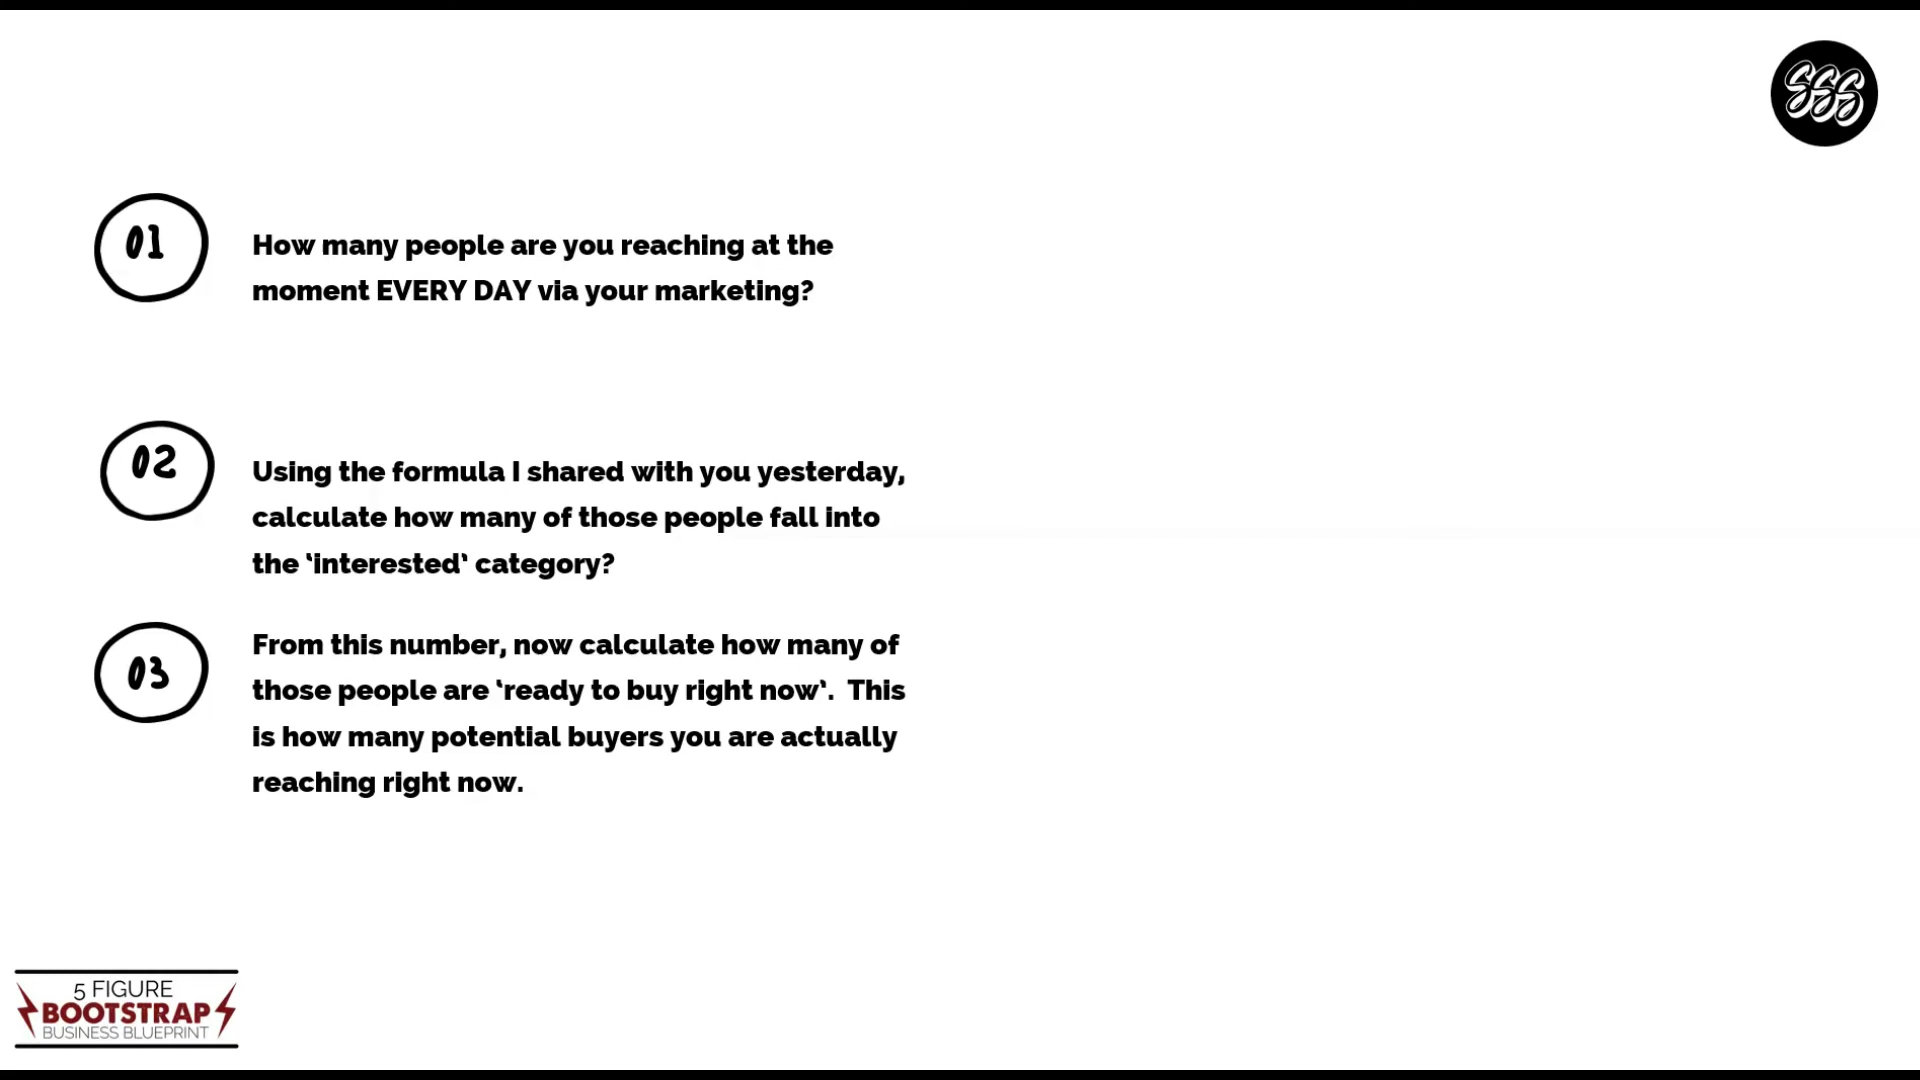 SSS
01
How many people are you reaching at the
moment EVERY DAY via your marketing?
02
Using the formula I shared with you yesterday,
calculate how many of those people fall into
the ‘interested‘ category?
03
From this number, now calculate how many of
those people are ‘ready to buy right now‘.  This
is how many potential buyers you are actually
reaching right now.
5 FIGURE
BOOTSTRAP
BUSINESS BLUEPRINT